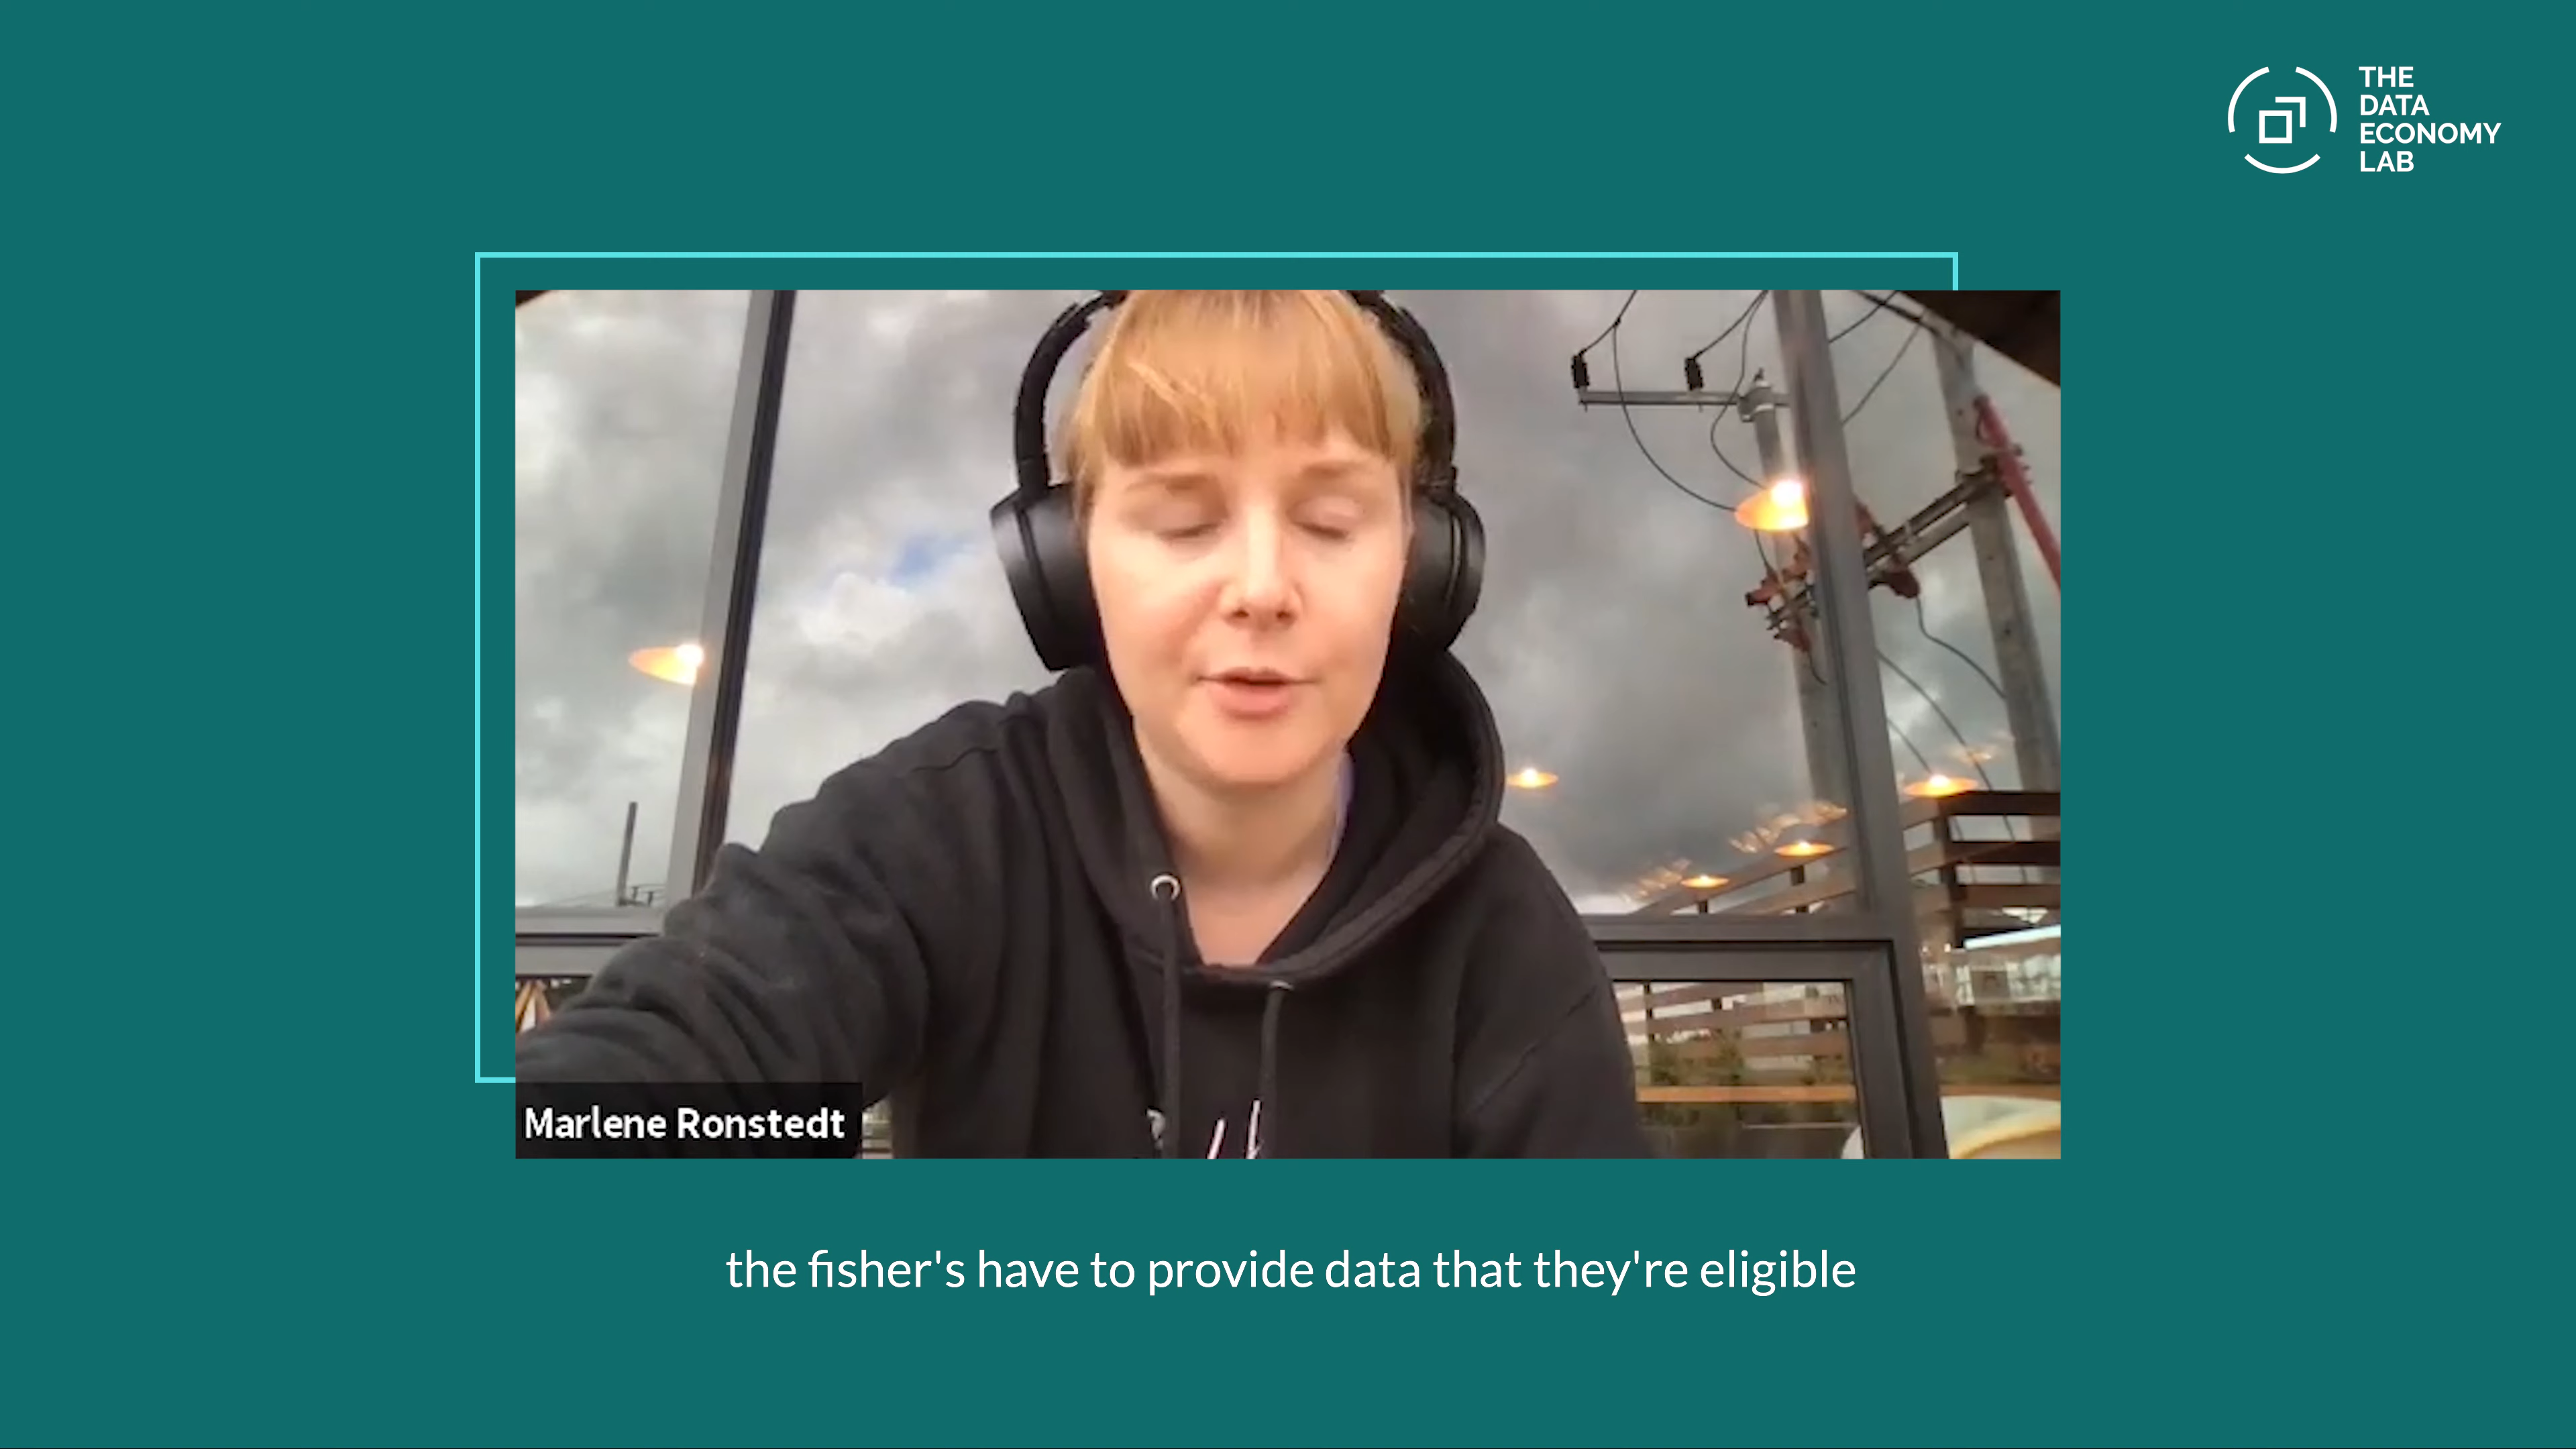 THE
DATA
ECONOMY
LAB
Marlene Ronstedt
the fisher's have to provide data that they're eligible